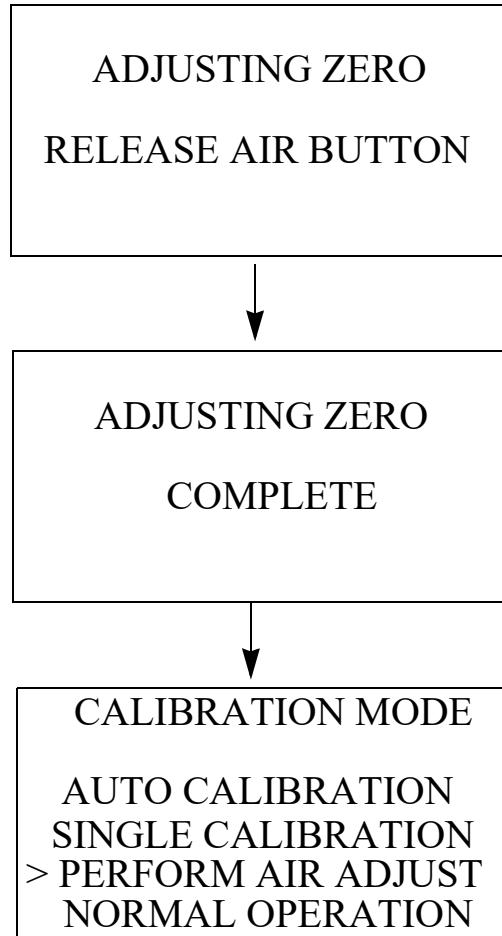 ADJUSTING ZERO
RELEASE AIR BUTTON
ADJUSTING ZERO
COMPLETE
CALIBRATION MODE
AUTO CALIBRATION
SINGLE CALIBRATION
> PERFORM AIR ADJUST
NORMAL OPERATION